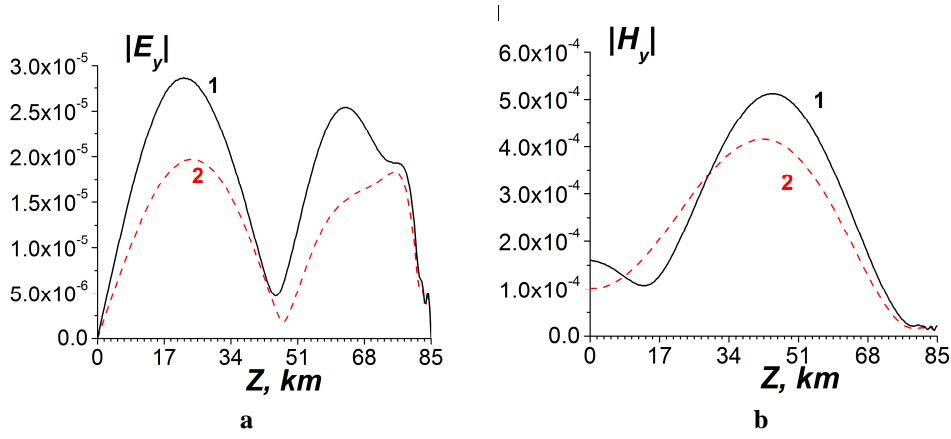 |E_y|
3.0x10^-5
2.5x10^-5
2.0x10^-5
1.5x10^-5
1.0x10^-5
5.0x10^-6
0.0
1
2
0 17 34 51 68 85
Z, km
a
|H_y|
6.0x10^-4
5.0x10^-4
4.0x10^-4
3.0x10^-4
2.0x10^-4
1.0x10^-4
0.0
1
2
0 17 34 51 68 85
Z, km
b